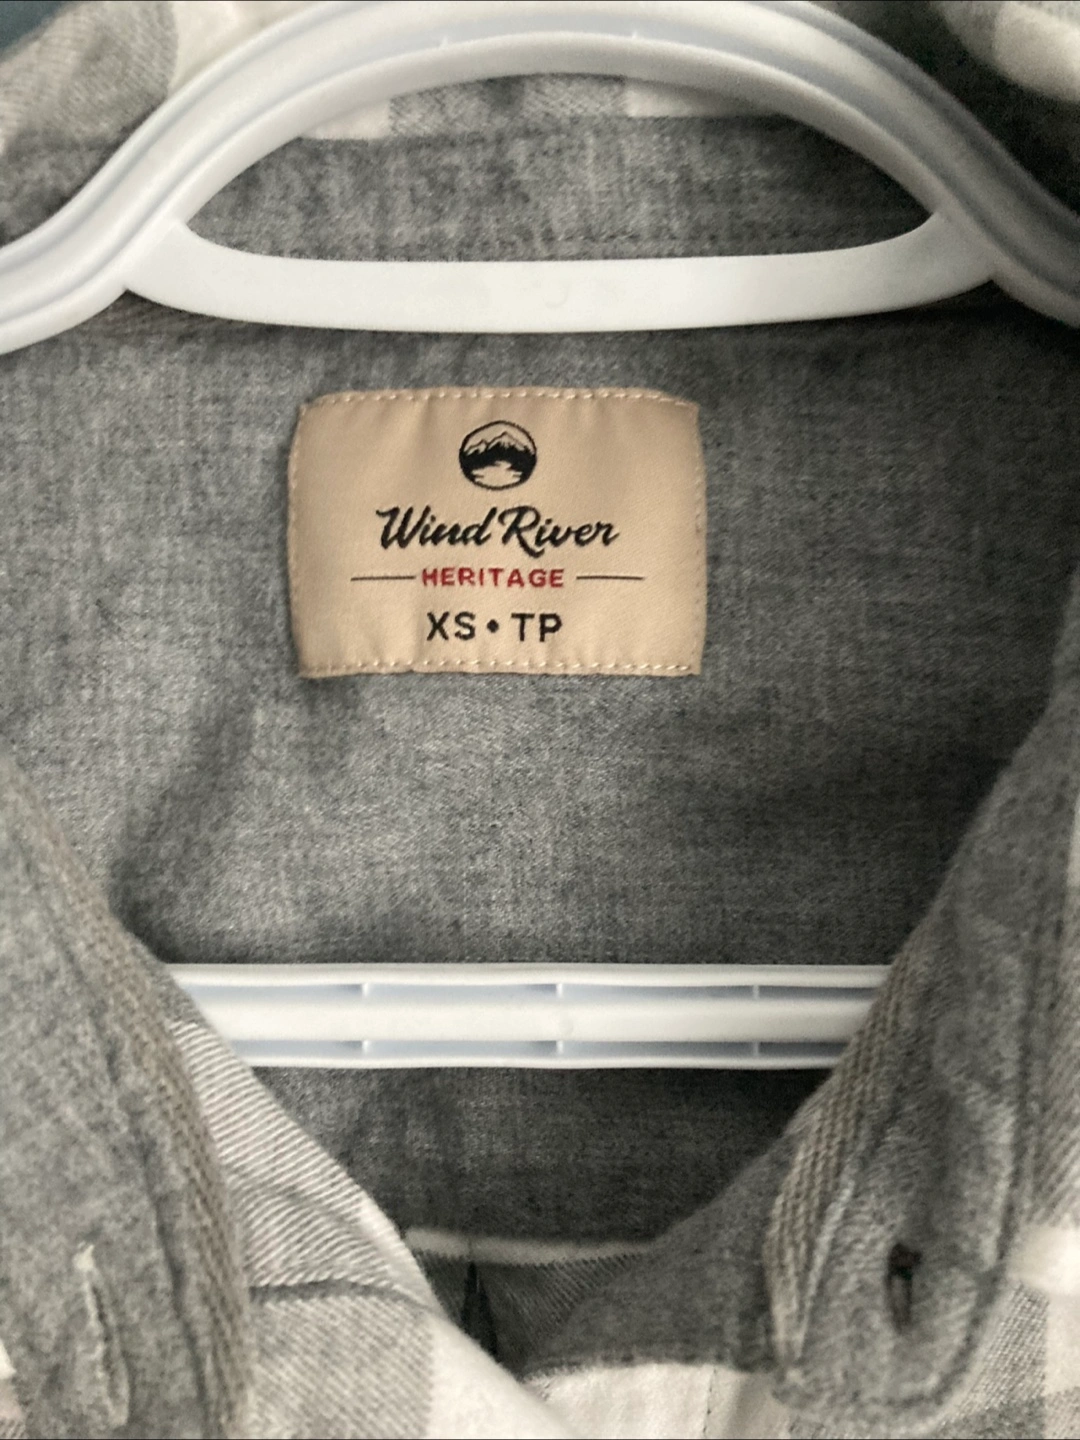 Wind River
HERITAGE
XS • TP